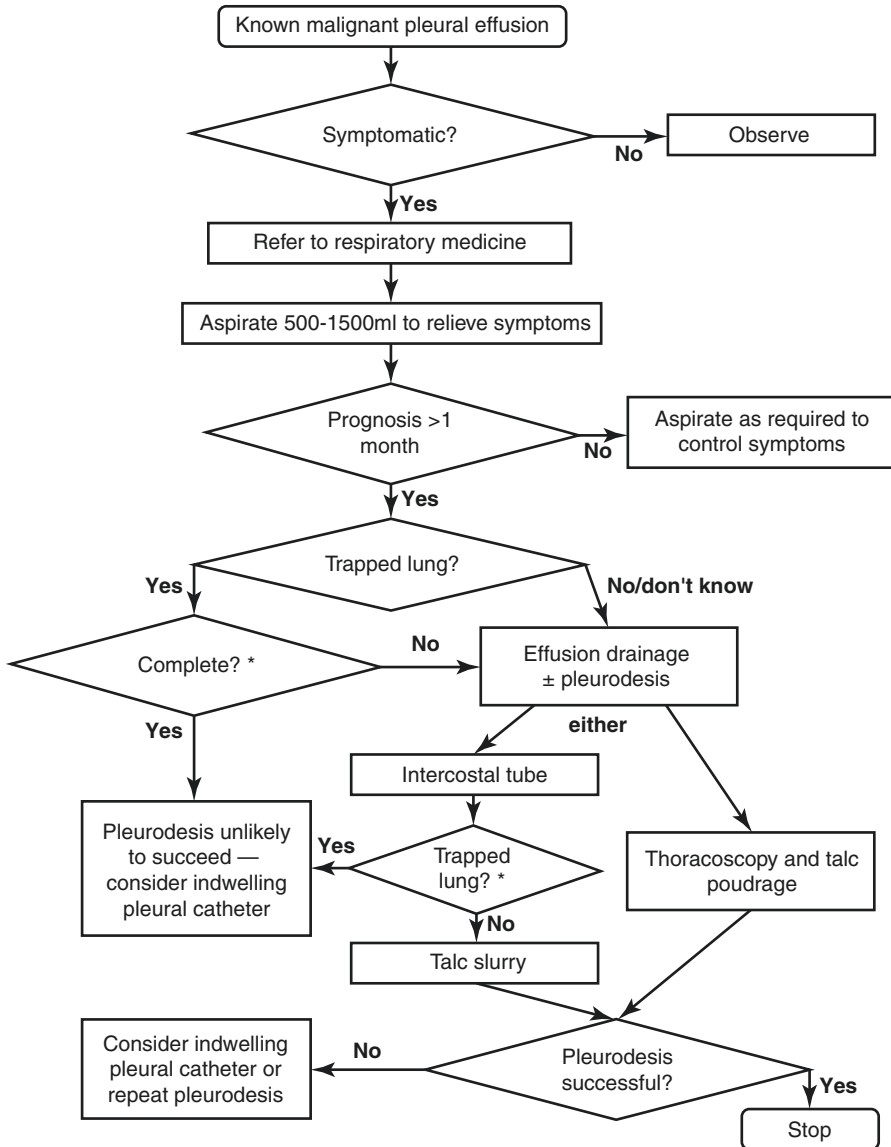 Known malignant pleural effusion
Symptomatic?
No
Observe
Yes
Refer to respiratory medicine
Aspirate 500-1500ml to relieve symptoms
Prognosis >1
month
No
Aspirate as required to
control symptoms
Yes
Trapped lung?
Yes
No/don't know
Complete? *
No
Effusion drainage
± pleurodesis
Yes
either
Intercostal tube
Pleurodesis unlikely
to succeed —
consider indwelling
pleural catheter
Yes
Trapped
lung? *
Thoracoscopy and talc
poudrage
No
Talc slurry
Consider indwelling
pleural catheter or
repeat pleurodesis
No
Pleurodesis
successful?
Yes
Stop